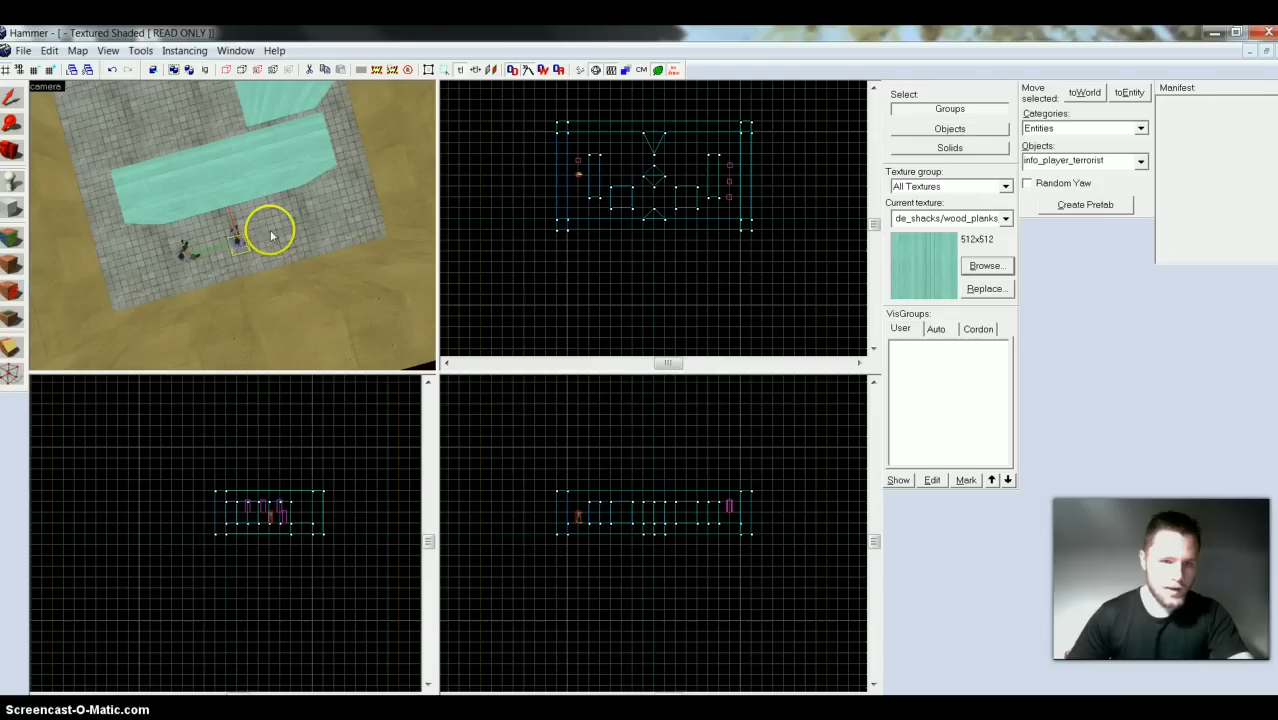 Hammer - [ - Textured Shaded [ READ ONLY ]]
File Edit Map View Tools Instancing Window Help
CM
camera
Select:
Groups
Objects
Solids
Texture group:
All Textures
Current texture:
de_shacks/wood_planks
512x512
Browse...
Replace...
VisGroups:
User Auto Cordon
Show Edit Mark
Move selected:
toWorld toEntity
Categories:
Entities
Objects:
info_player_terrorist
Random Yaw
Create Prefab
Manifest:
Screencast-O-Matic.com